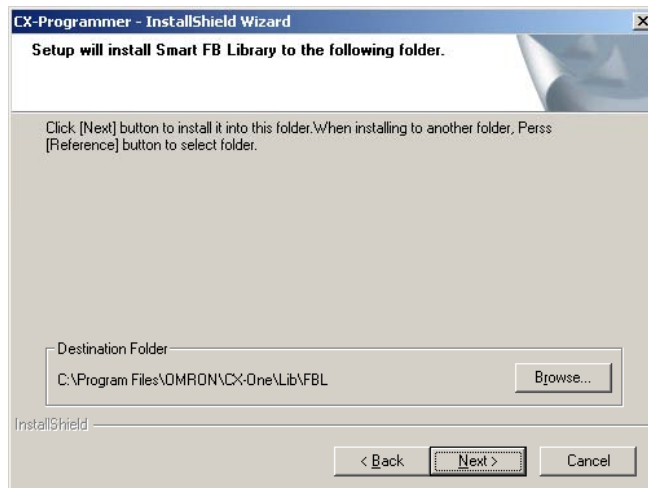 CX-Programmer - InstallShield Wizard
Setup will install Smart FB Library to the following folder.
Click [Next] button to install it into this folder.When installing to another folder, Perss
[Reference] button to select folder.
Destination Folder
C:\Program Files\OMRON\CX-One\Lib\FBL
Browse...
InstallShield
< Back
Next >
Cancel